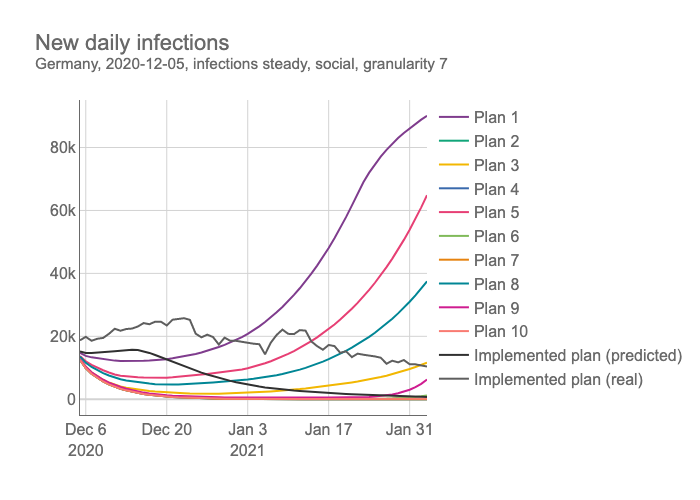 New daily infections
Germany, 2020-12-05, infections steady, social, granularity 7
80k
60k
40k
20k
0
Dec 6
2020
Dec 20
Jan 3
2021
Jan 17
Jan 31
Plan 1
Plan 2
Plan 3
Plan 4
Plan 5
Plan 6
Plan 7
Plan 8
Plan 9
Plan 10
Implemented plan (predicted)
Implemented plan (real)